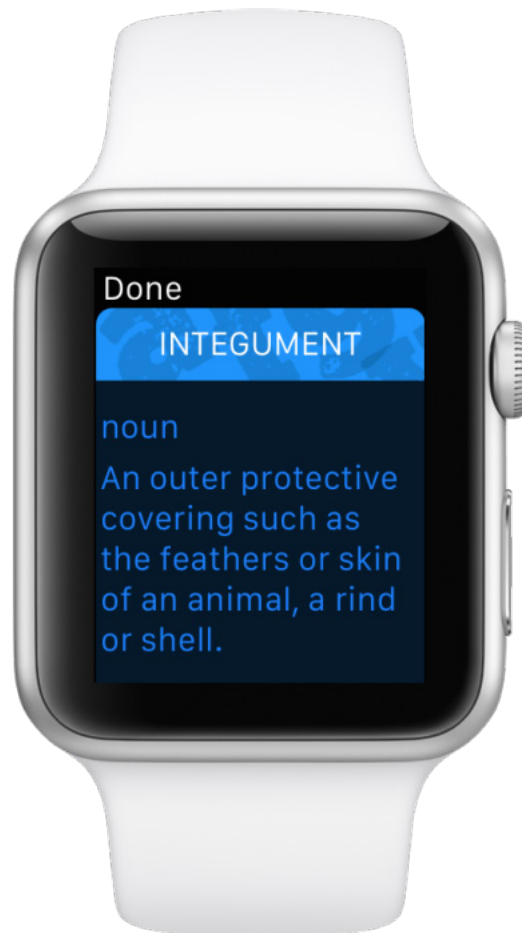 Done
INTEGUMENT
noun
An outer protective
covering such as
the feathers or skin
of an animal, a rind
or shell.